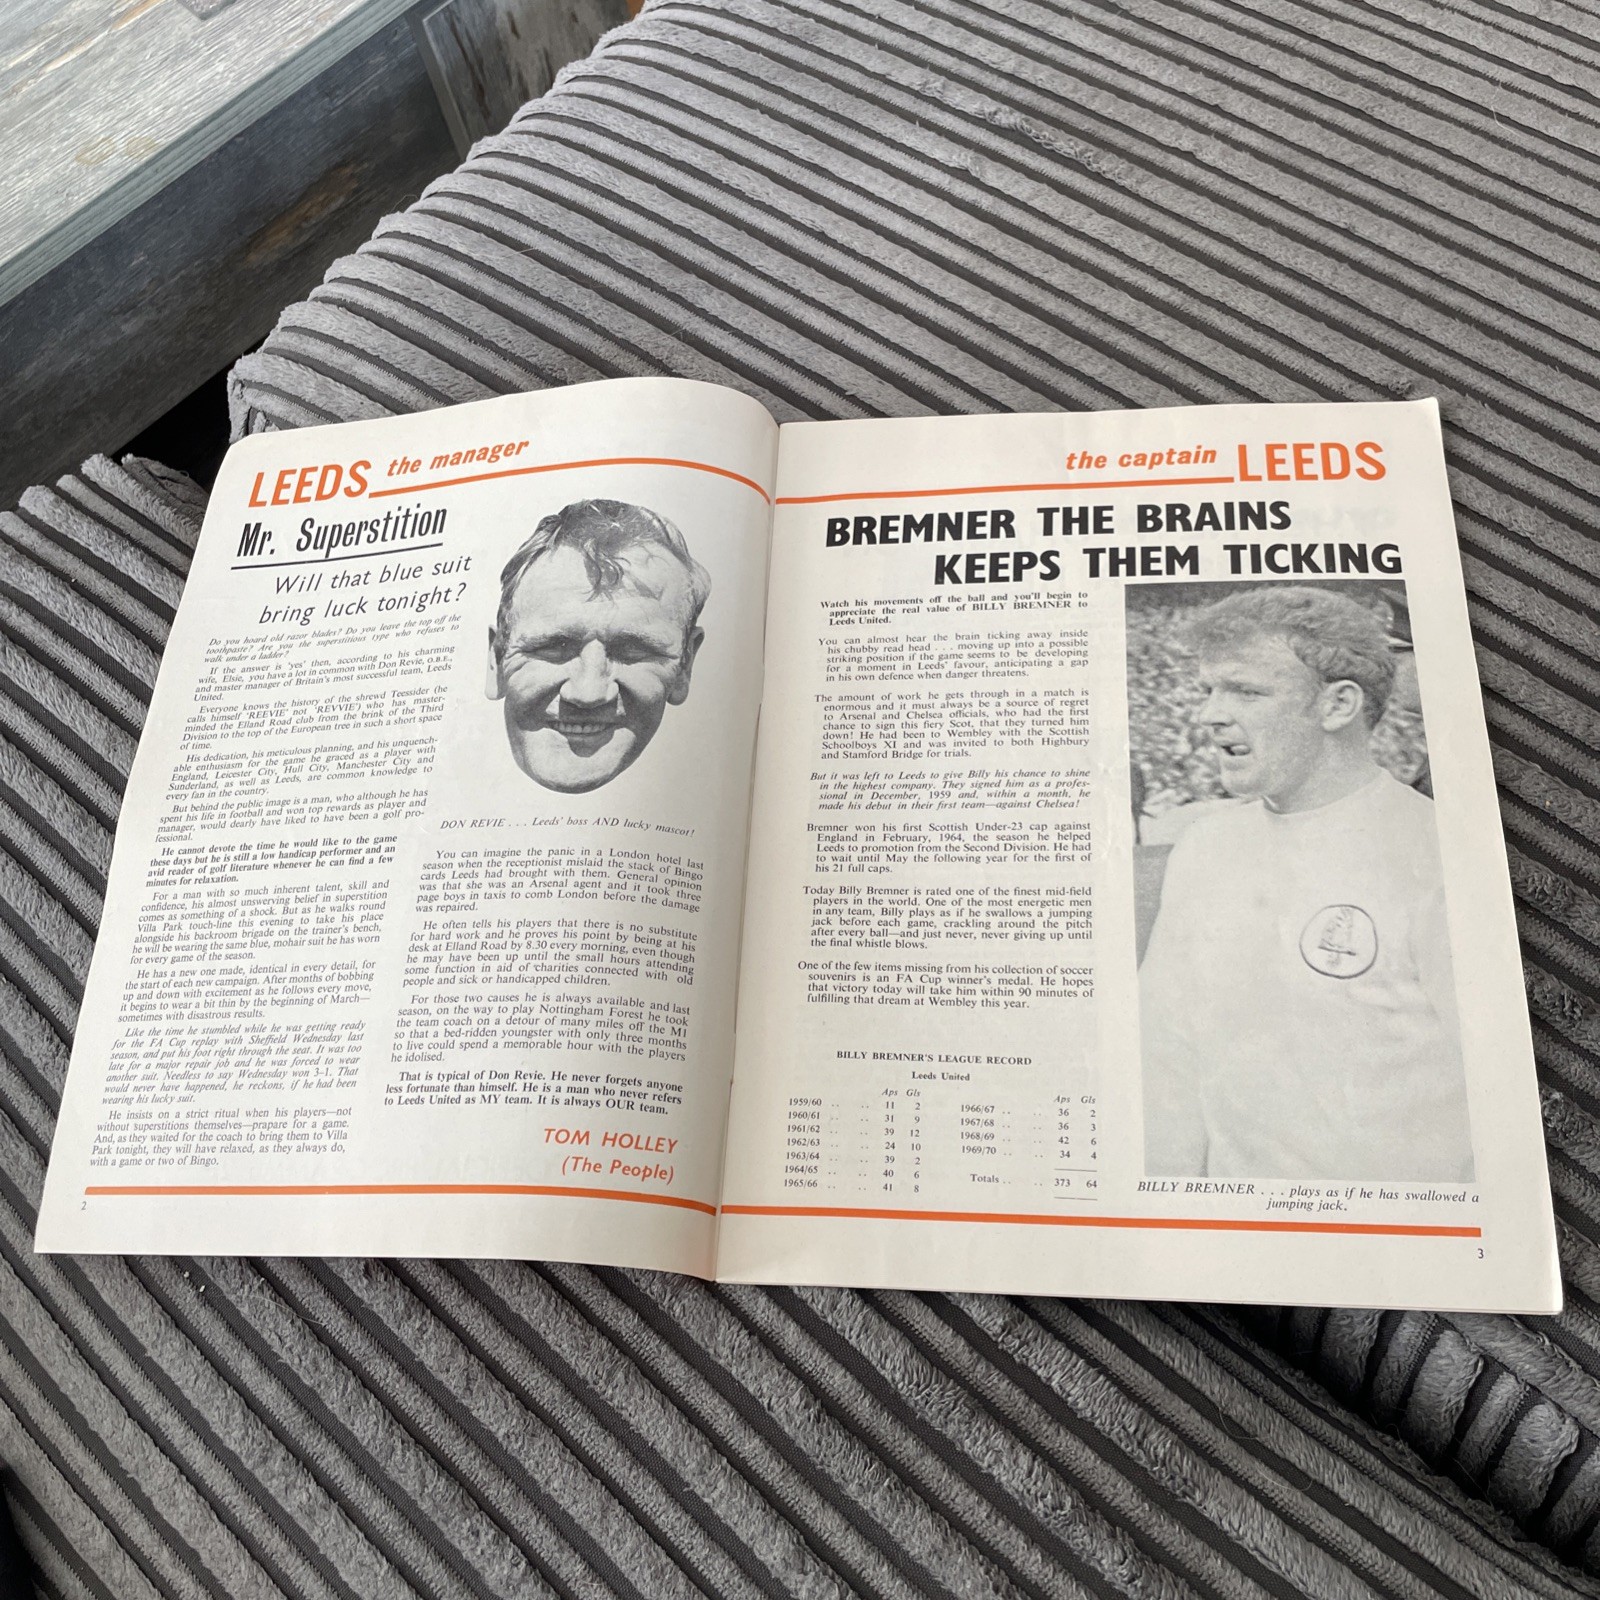 LEEDS the manager
Mr. Superstition
Will that blue suit
bring luck tonight?
Do you hoard old razor blades? Do you leave the top off the
toothpaste? Are you the superstitious type who refuses to
walk under a ladder?
If the answer is 'yes' then, according to his charming
wife, Elsie, you have a lot in common with Don Revie, O.B.E.,
and master manager of Britain's most successful team, Leeds
United.
Everyone knows the history of the shrewd Teessider (he
calls himself 'REEVIE' not 'REVVIE') who has master-
minded the Elland Road club from the brink of the Third
Division to the top of the European tree in such a short space
of time.
His dedication, his meticulous planning, and his unquench-
able enthusiasm for the game he graced as a player with
England, Leicester City, Hull City, Manchester City and
Sunderland, as well as Leeds, are common knowledge to
every fan in the country.
But behind the public image is a man, who although he has
spent his life in football and won top rewards as player and
manager, would dearly have liked to have been a golf pro-
fessional.
He cannot devote the time he would like to the game
these days but he is still a low handicap performer and an
avid reader of golf literature whenever he can find a few
minutes for relaxation.
For a man with so much inherent talent, skill and
confidence, his almost unswerving belief in superstition
comes as something of a shock. But as he walks round
Villa Park touch-line this evening to take his place
alongside his backroom brigade on the trainer's bench,
he will be wearing the same blue, mohair suit he has worn
for every game of the season.
He has a new one made, identical in every detail, for
the start of each new campaign. After months of bobbing
up and down with excitement as he follows every move,
it begins to wear a bit thin by the beginning of March—
sometimes with disastrous results.
Like the time he stumbled while he was getting ready
for the FA Cup replay with Sheffield Wednesday last
season, and put his foot right through the seat. It was too
late for a major repair job and he was forced to wear
another suit. Needless to say Wednesday won 3–1. That
would never have happened, he reckons, if he had been
wearing his lucky suit.
He insists on a strict ritual when his players—not
without superstitions themselves—prepare for a game.
And, as they waited for the coach to bring them to Villa
Park tonight, they will have relaxed, as they always do,
with a game or two of Bingo.
DON REVIE . . . Leeds' boss AND lucky mascot!
You can imagine the panic in a London hotel last
season when the receptionist mislaid the stack of Bingo
cards Leeds had brought with them. General opinion
was that she was an Arsenal agent and it took three
page boys in taxis to comb London before the damage
was repaired.
He often tells his players that there is no substitute
for hard work and he proves his point by being at his
desk at Elland Road by 8.30 every morning, even though
he may have been up until the small hours attending
some function in aid of charities connected with old
people and sick or handicapped children.
For those two causes he is always available and last
season, on the way to play Nottingham Forest he took
the team coach on a detour of many miles off the M1
so that a bed-ridden youngster with only three months
to live could spend a memorable hour with the players
he idolised.
That is typical of Don Revie. He never forgets anyone
less fortunate than himself. He is a man who never refers
to Leeds United as MY team. It is always OUR team.
TOM HOLLEY
(The People)
2
the captain LEEDS
BREMNER THE BRAINS
KEEPS THEM TICKING
Watch his movements off the ball and you'll begin to
appreciate the real value of BILLY BREMNER to
Leeds United.
You can almost hear the brain ticking away inside
his chubby read head . . . moving up into a possible
striking position if the game seems to be developing
for a moment in Leeds' favour, anticipating a gap
in his own defence when danger threatens.
The amount of work he gets through in a match is
enormous and it must always be a source of regret
to Arsenal and Chelsea officials, who had the first
chance to sign this fiery Scot, that they turned him
down! He had been to Wembley with the Scottish
Schoolboys XI and was invited to both Highbury
and Stamford Bridge for trials.
But it was left to Leeds to give Billy his chance to shine
in the highest company. They signed him as a profes-
sional in December, 1959 and, within a month, he
made his debut in their first team—against Chelsea!
Bremner won his first Scottish Under-23 cap against
England in February, 1964, the season he helped
Leeds to promotion from the Second Division. He had
to wait until May the following year for the first of
his 21 full caps.
Today Billy Bremner is rated one of the finest mid-field
players in the world. One of the most energetic men
in any team, Billy plays as if he swallows a jumping
jack before each game, crackling around the pitch
after every ball—and just never, never giving up until
the final whistle blows.
One of the few items missing from his collection of soccer
souvenirs is an FA Cup winner's medal. He hopes
that victory today will take him within 90 minutes of
fulfilling that dream at Wembley this year.
BILLY BREMNER'S LEAGUE RECORD
Leeds United
Aps Gls
1959/60 .. .. 11 2
1960/61 .. .. 31 9
1961/62 .. .. 39 12
1962/63 .. .. 24 10
1963/64 .. .. 39 2
1964/65 .. .. 40 6
1965/66 .. .. 41 8
Aps Gls
1966/67 .. .. 36 2
1967/68 .. .. 36 3
1968/69 .. .. 42 6
1969/70 .. .. 34 4
Totals .. .. 373 64
BILLY BREMNER . . . plays as if he has swallowed a
jumping jack.
3